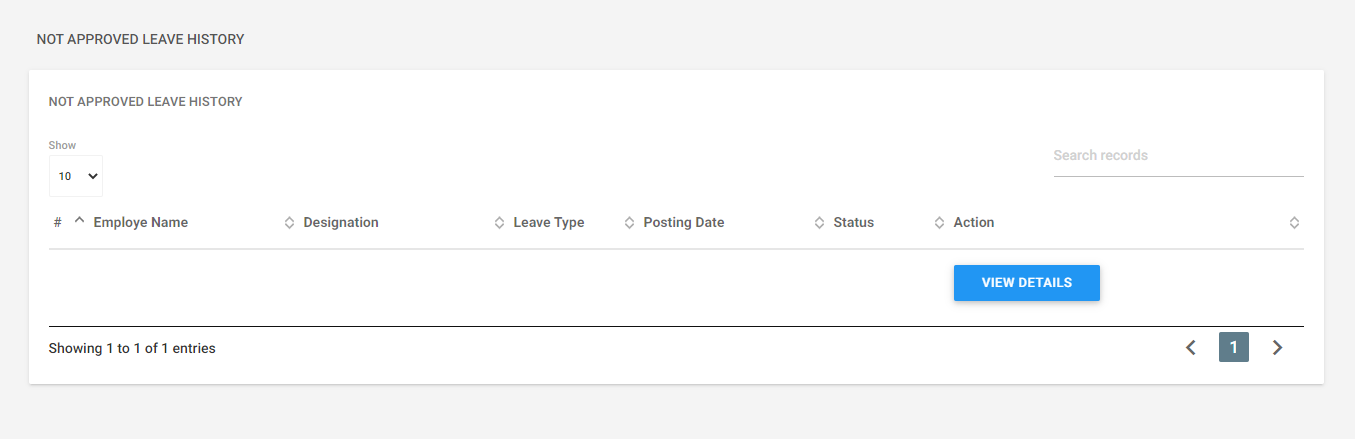 NOT APPROVED LEAVE HISTORY
NOT APPROVED LEAVE HISTORY
Show
Search records
10
# Employe Name Designation Leave Type Posting Date Status Action
VIEW DETAILS
Showing 1 to 1 of 1 entries 1